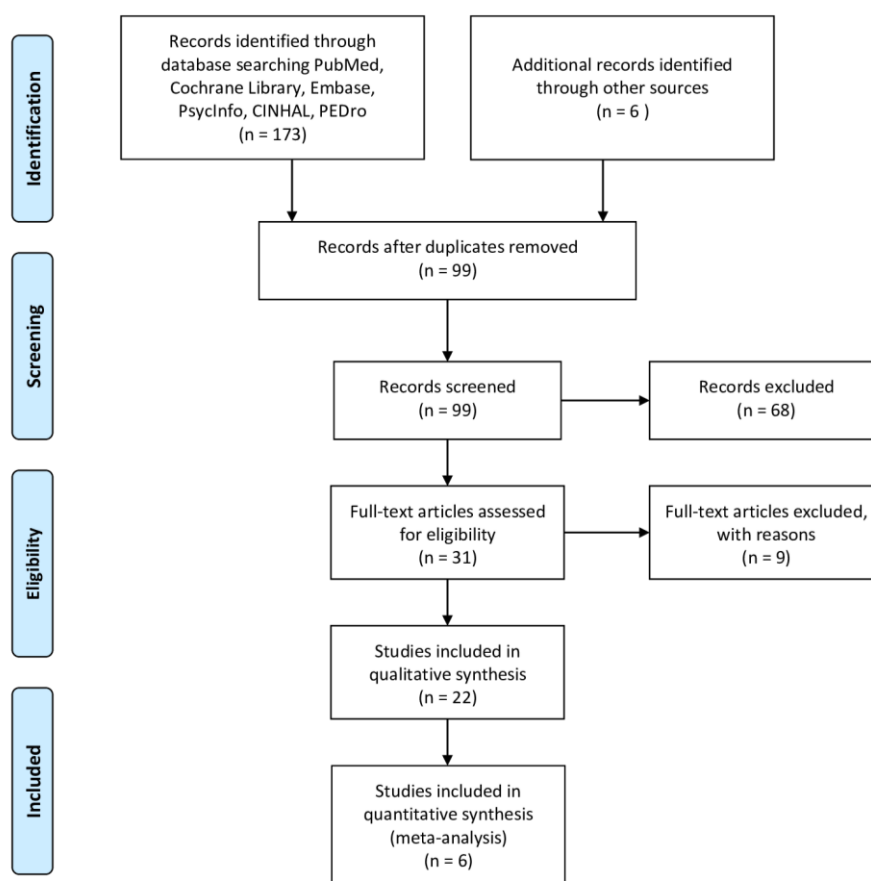 Identification
Records identified through
database searching PubMed,
Cochrane Library, Embase,
PsycInfo, CINHAL, PEDro
(n = 173)
Additional records identified
through other sources
(n = 6 )
Records after duplicates removed
(n = 99)
Screening
Records screened
(n = 99)
Records excluded
(n = 68)
Eligibility
Full-text articles assessed
for eligibility
(n = 31)
Full-text articles excluded,
with reasons
(n = 9)
Studies included in
qualitative synthesis
(n = 22)
Included
Studies included in
quantitative synthesis
(meta-analysis)
(n = 6)